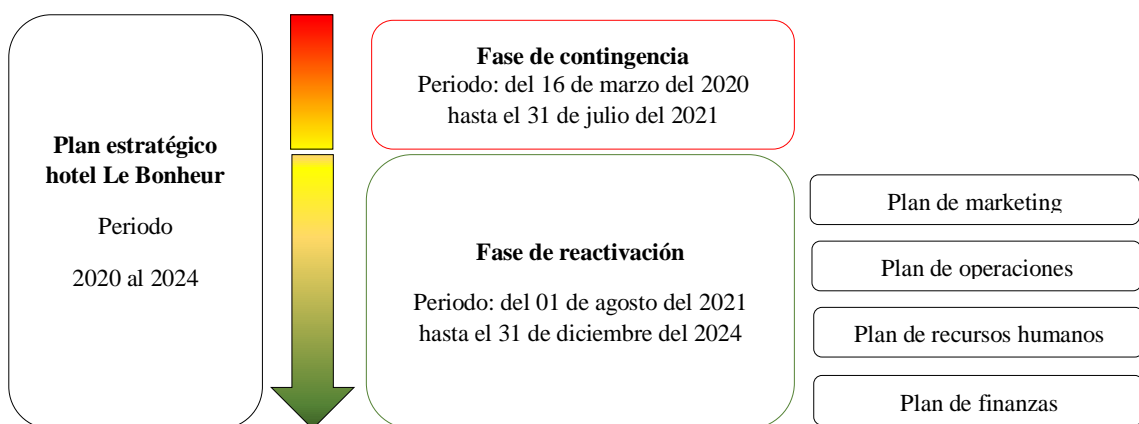 Plan estratégico
hotel Le Bonheur
Periodo
2020 al 2024
Fase de contingencia
Periodo: del 16 de marzo del 2020
hasta el 31 de julio del 2021
Fase de reactivación
Periodo: del 01 de agosto del 2021
hasta el 31 de diciembre del 2024
Plan de marketing
Plan de operaciones
Plan de recursos humanos
Plan de finanzas